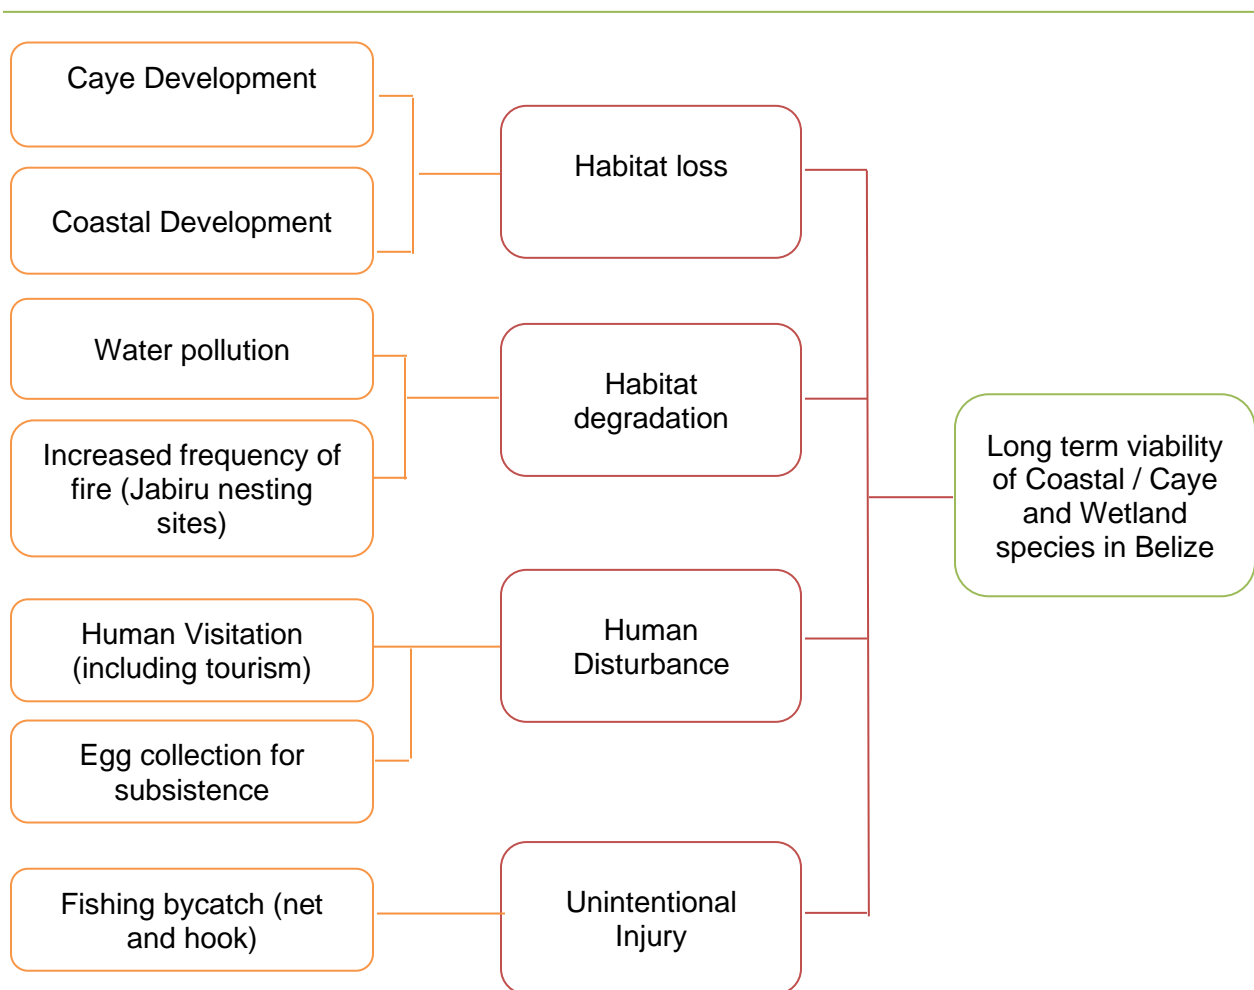 Caye Development
Coastal Development
Water pollution
Increased frequency of
fire (Jabiru nesting
sites)
Human Visitation
(including tourism)
Egg collection for
subsistence
Fishing bycatch (net
and hook)
Habitat loss
Habitat
degradation
Human
Disturbance
Unintentional
Injury
Long term viability
of Coastal / Caye
and Wetland
species in Belize